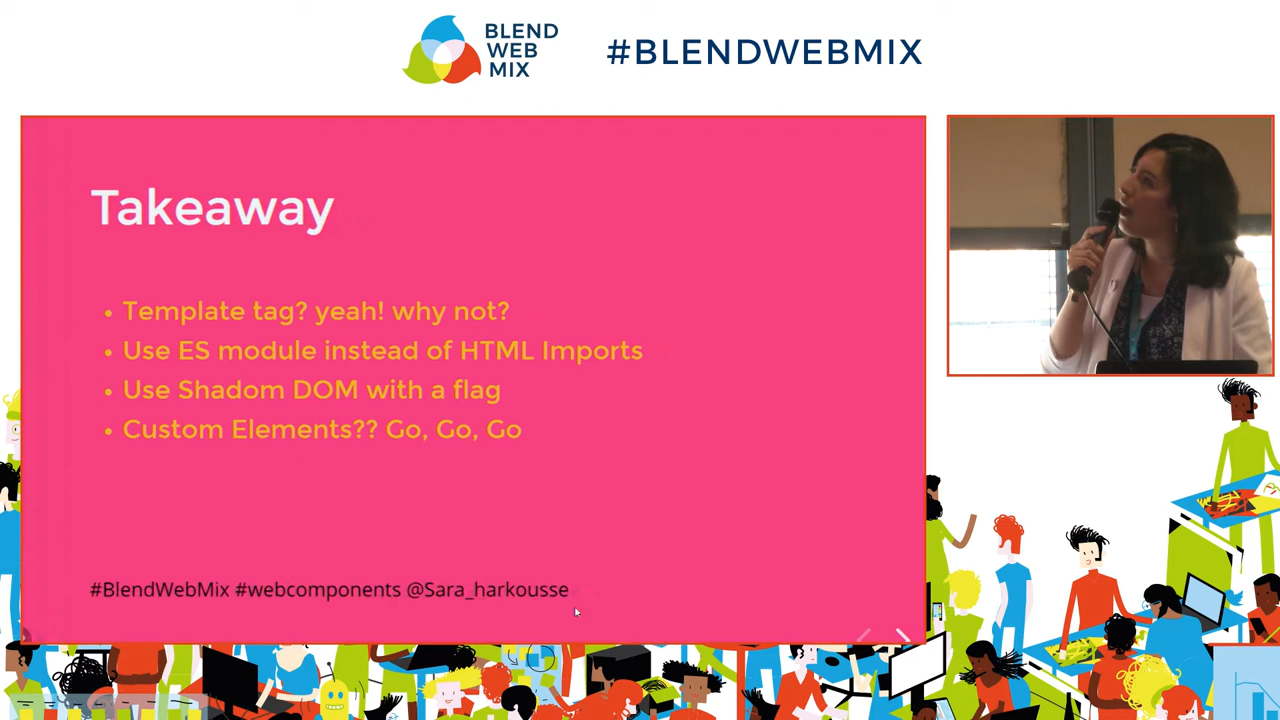 BLEND
WEB
MIX
#BLENDWEBMIX
Takeaway
• Template tag? yeah! why not?
• Use ES module instead of HTML Imports
• Use Shadom DOM with a flag
• Custom Elements?? Go, Go, Go
#BlendWebMix #webcomponents @Sara_harkousse